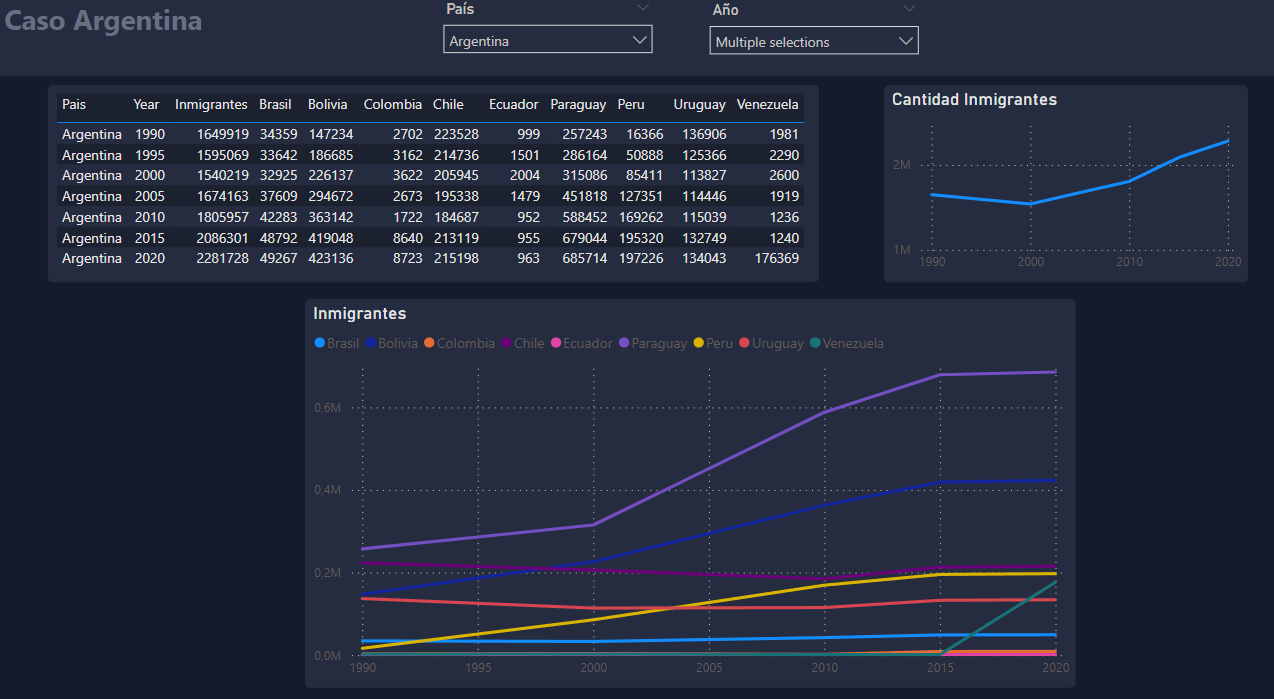 Caso Argentina
País
Argentina
Año
Multiple selections
Pais Year Inmigrantes Brasil Bolivia Colombia Chile Ecuador Paraguay Peru Uruguay Venezuela
Argentina 1990 1649919 34359 147234 2702 223528 999 257243 16366 136906 1981
Argentina 1995 1595069 33642 186685 3162 214736 1501 286164 50888 125366 2290
Argentina 2000 1540219 32925 226137 3622 205945 2004 315086 85411 113827 2600
Argentina 2005 1674163 37609 294672 2673 195338 1479 451818 127351 114446 1919
Argentina 2010 1805957 42283 363142 1722 184687 952 588452 169262 115039 1236
Argentina 2015 2086301 48792 419048 8640 213119 955 679044 195320 132749 1240
Argentina 2020 2281728 49267 423136 8723 215198 963 685714 197226 134043 176369
Cantidad Inmigrantes
2M
1M
1990 2000 2010 2020
Inmigrantes
Brasil Bolivia Colombia Chile Ecuador Paraguay Peru Uruguay Venezuela
0,6M
0,4M
0,2M
0,0M
1990 1995 2000 2005 2010 2015 2020